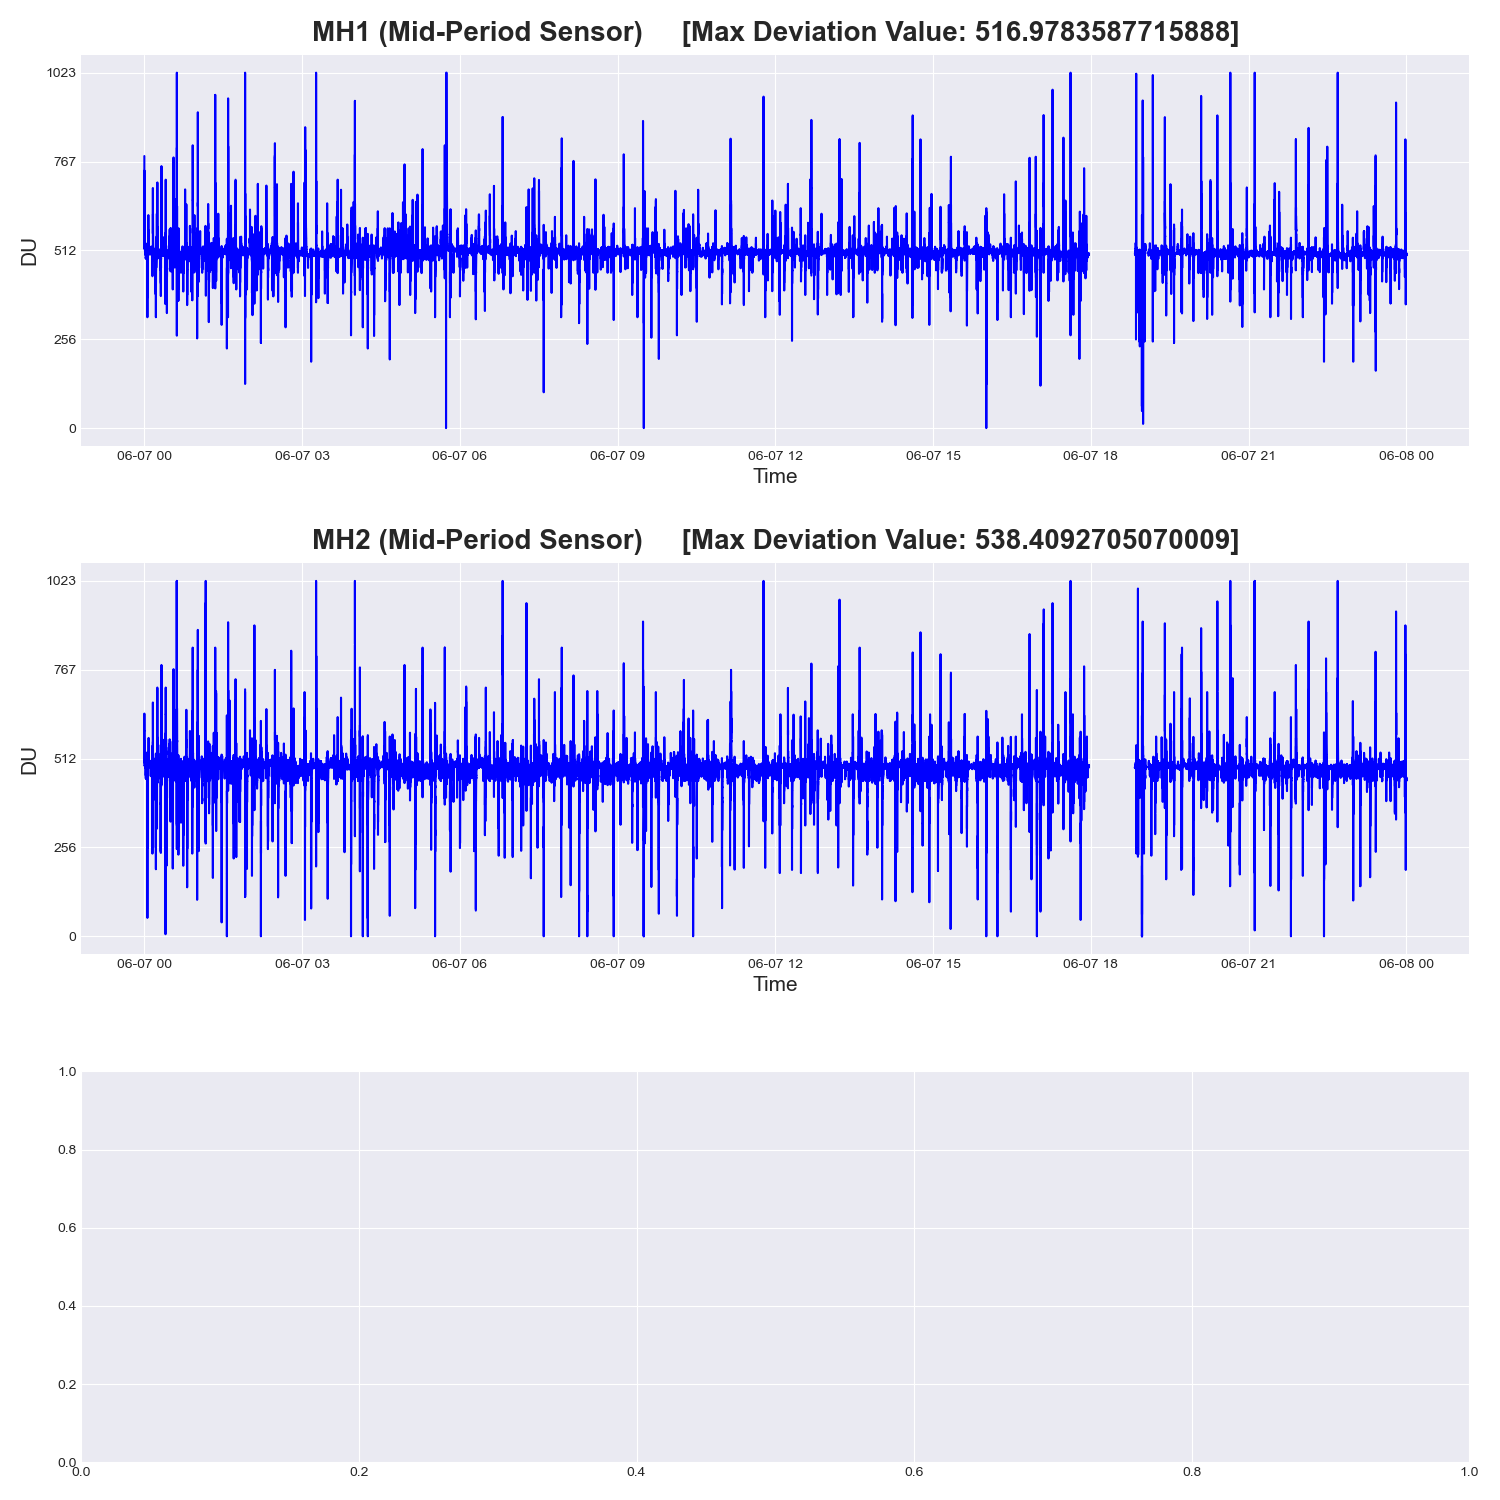 MH1 (Mid-Period Sensor) [Max Deviation Value: 516.9783587715888]
1023
767
512
256
0
DU
06-07 00 06-07 03 06-07 06 06-07 09 06-07 12 06-07 15 06-07 18 06-07 21 06-08 00
Time
MH2 (Mid-Period Sensor) [Max Deviation Value: 538.4092705070009]
1023
767
512
256
0
DU
06-07 00 06-07 03 06-07 06 06-07 09 06-07 12 06-07 15 06-07 18 06-07 21 06-08 00
Time
1.0
0.8
0.6
0.4
0.2
0.0
0.0 0.2 0.4 0.6 0.8 1.0